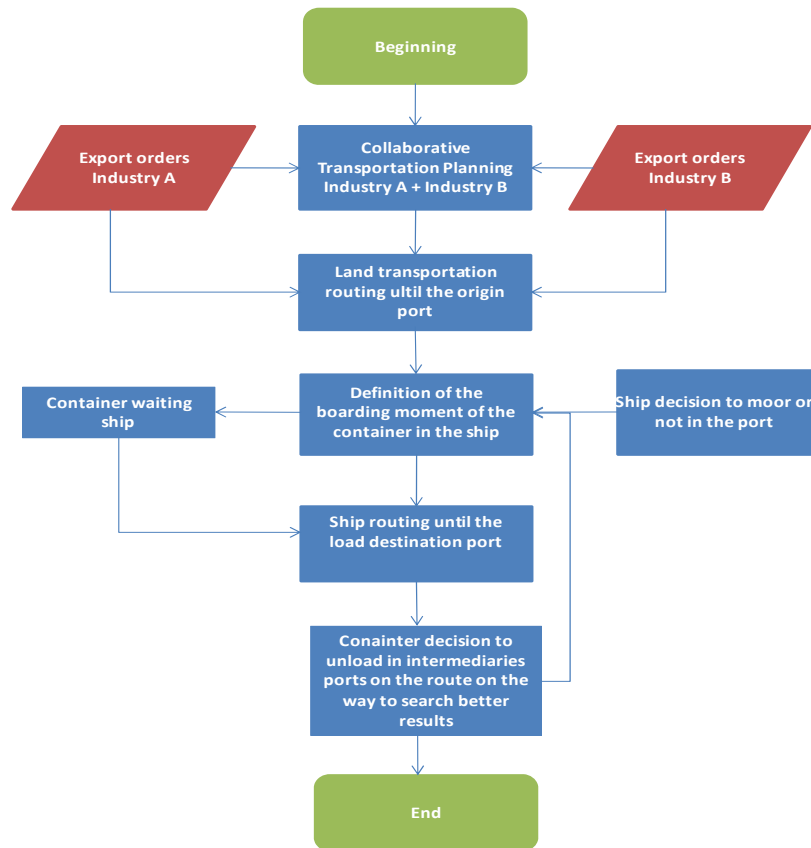 Beginning
Export orders
Industry A
Collaborative
Transportation Planning
Industry A + Industry B
Export orders
Industry B
Land transportation
routing ultil the origin
port
Container waiting
ship
Definition of the
boarding moment of the
container in the ship
Ship decision to moor or
not in the port
Ship routing until the
load destination port
Conainter decision to
unload in intermediaries
ports on the route on the
way to search better
results
End